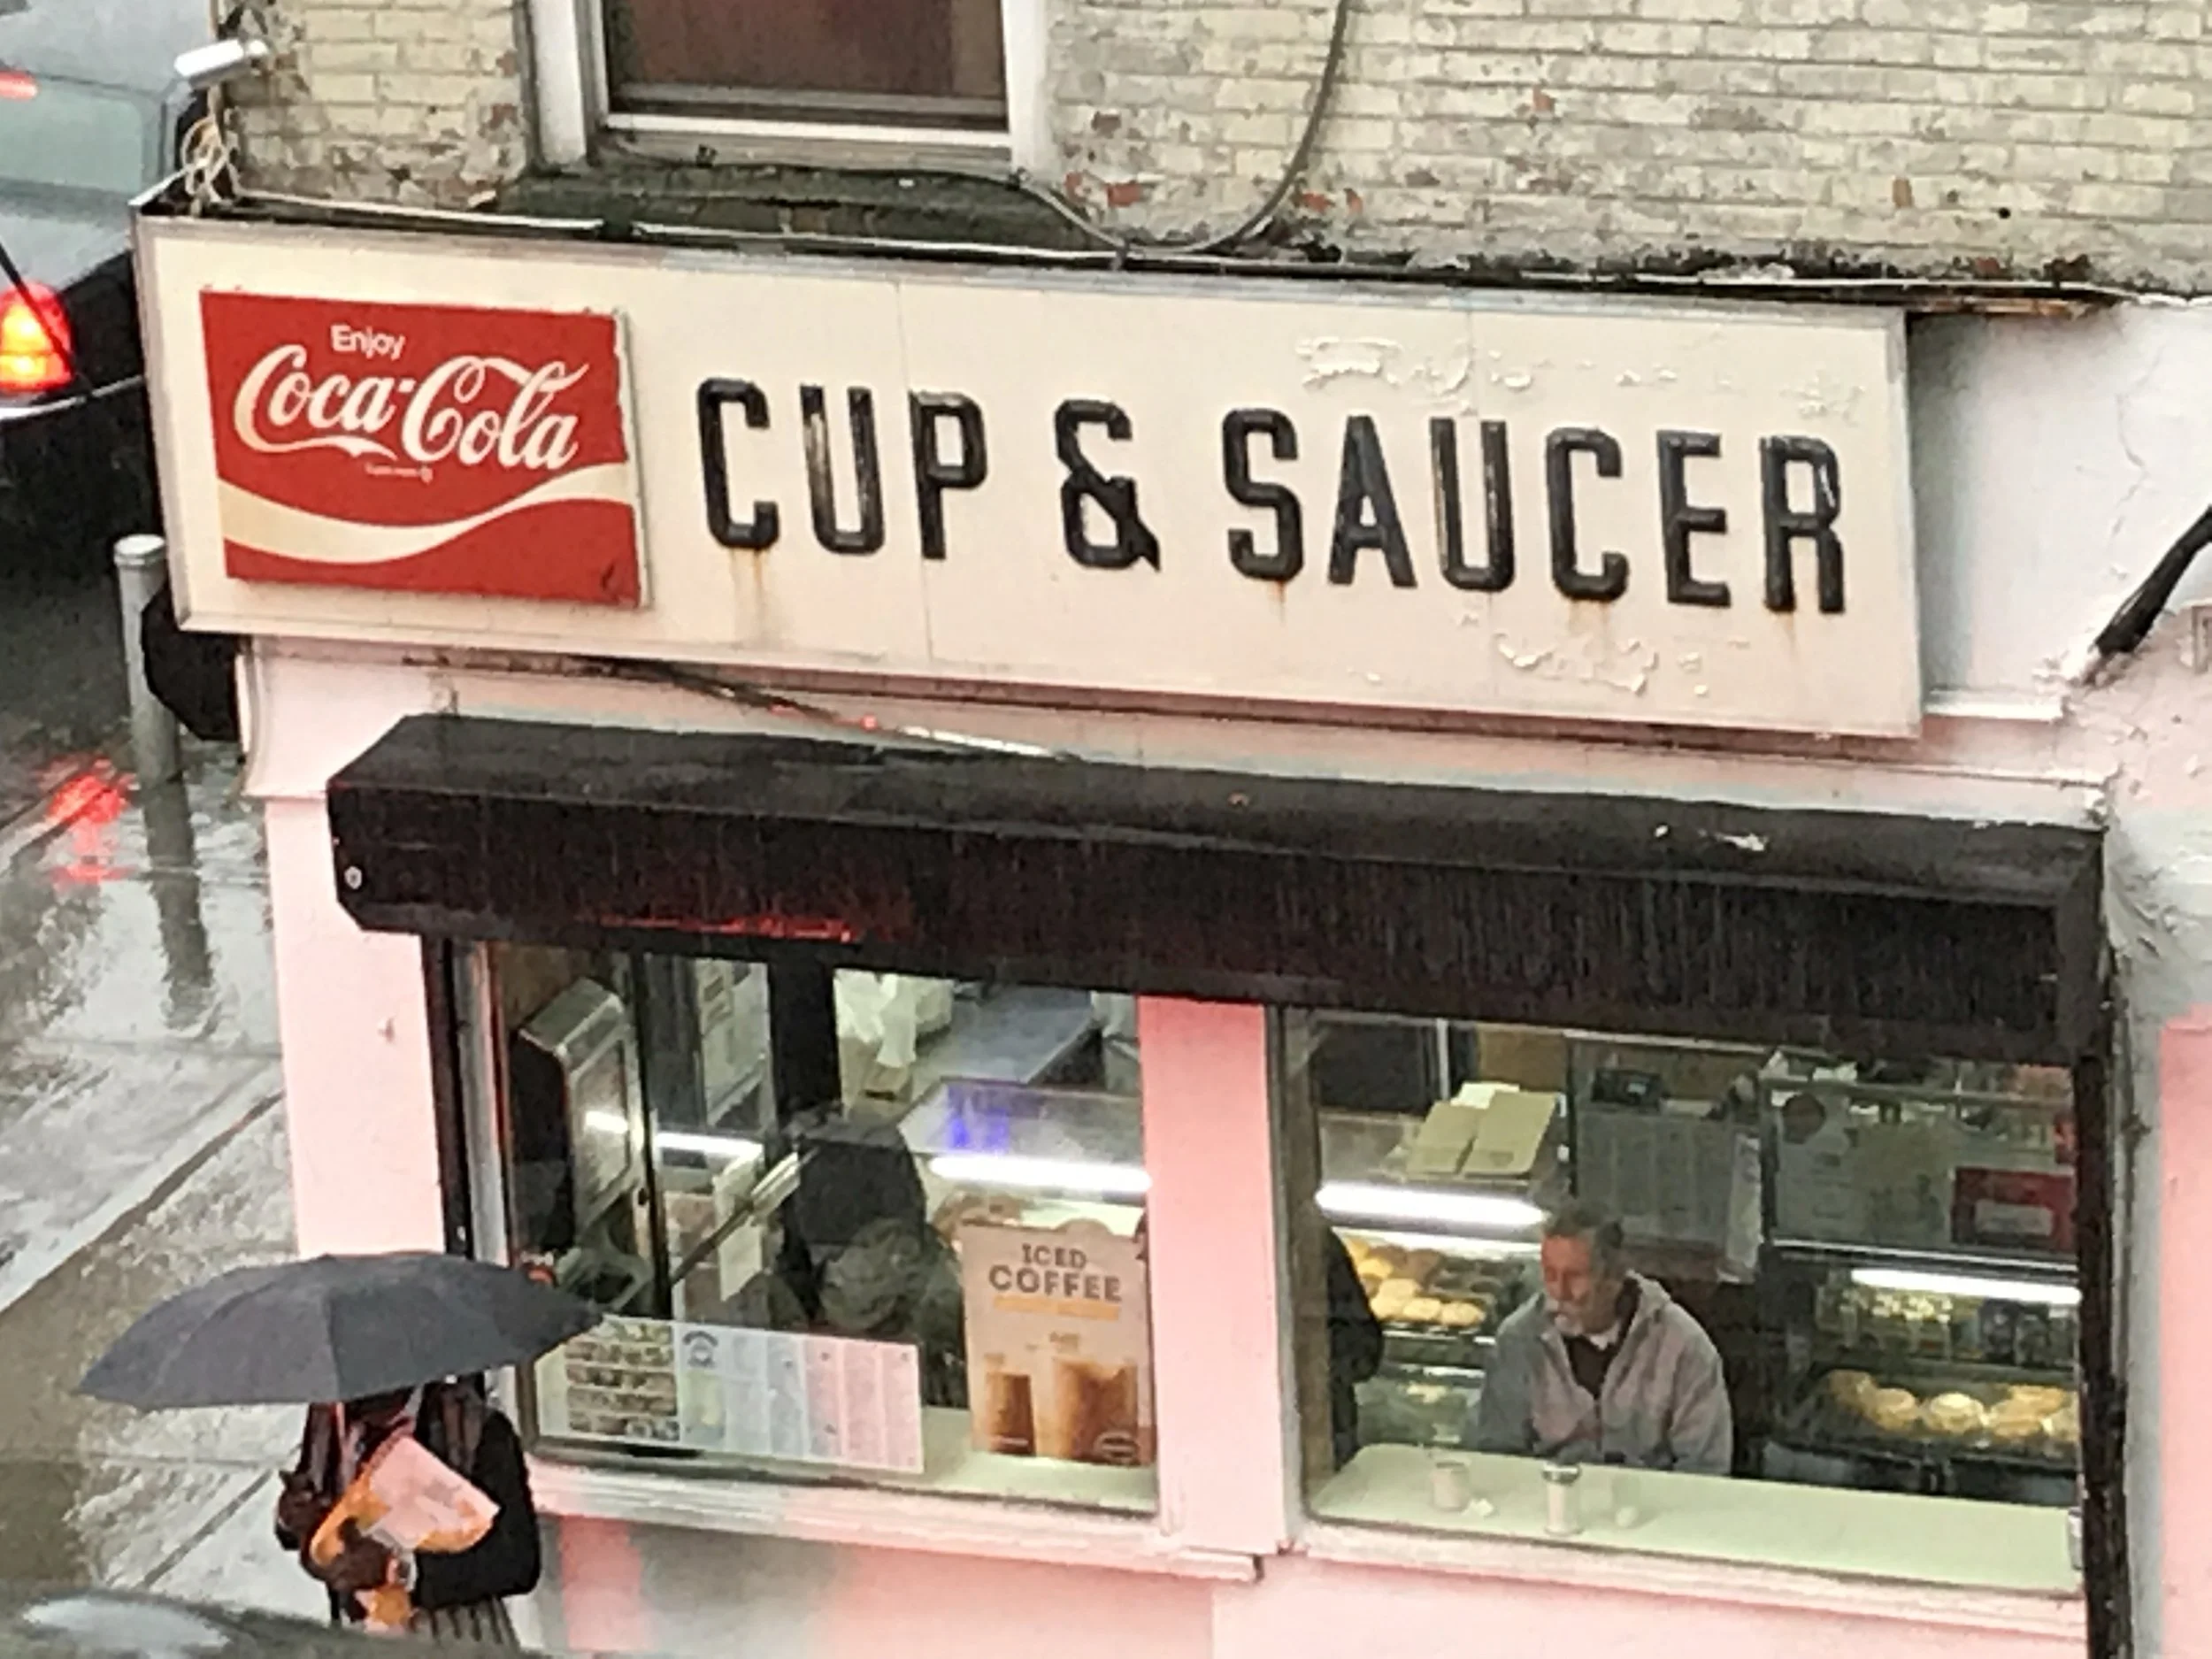 Enjoy
Coca-Cola
CUP & SAUCER
ICED
COFFEE